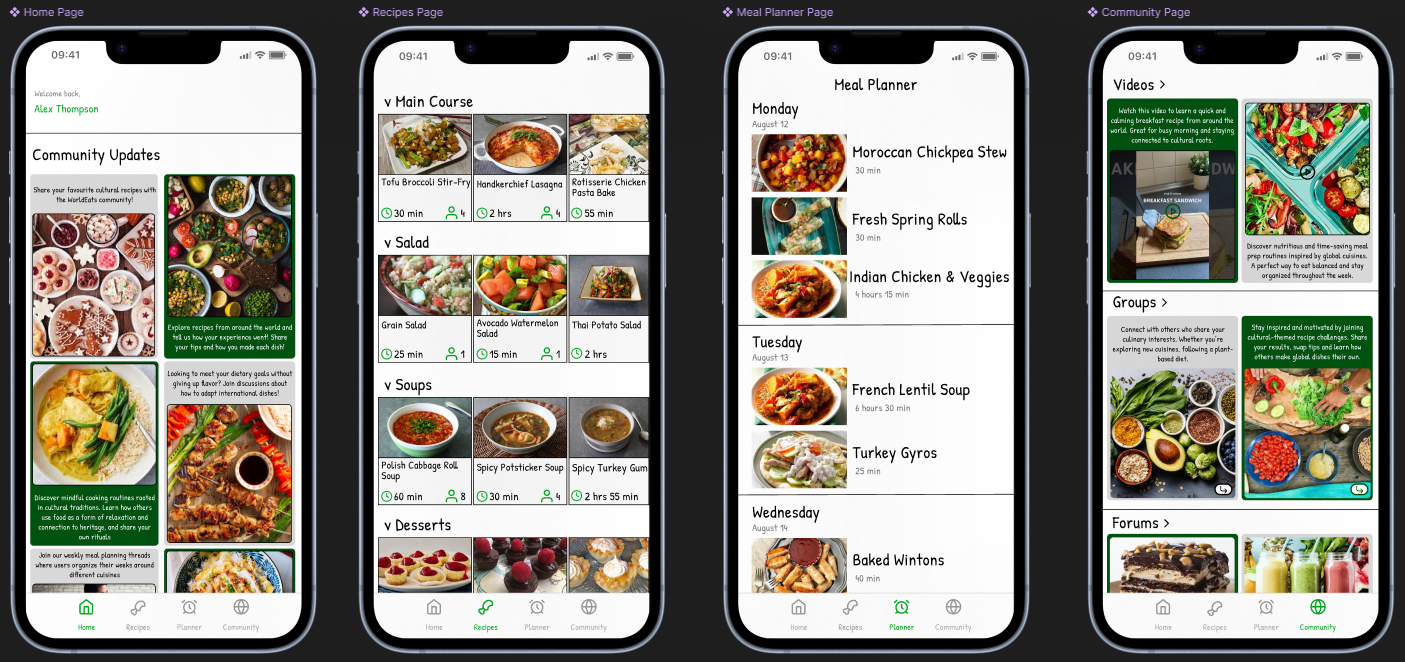 Home Page
09:41
Welcome back,
Alex Thompson
Community Updates
Share your favourite cultural recipes with
the WorldEats community!
Explore recipes from around the world and
tell us how your experience went! Share
your tips and how you made each dish!
Looking to meet your dietary goals without
giving up flavor? Join discussions about
how to adapt international dishes!
Discover mindful cooking routines rooted
in cultural traditions. Learn how others
use food as a form of relaxation and
connection to heritage, and share your
own rituals
Join our weekly meal planning threads
where users organize their weeks around
different cuisines
Home
Recipes
Planner
Community
Recipes Page
09:41
v Main Course
Tofu Broccoli Stir-Fry
30 min
4
Handkerchief Lasagna
2 hrs
4
Rotisserie Chicken
Pasta Bake
55 min
v Salad
Grain Salad
25 min
1
Avocado Watermelon
Salad
15 min
1
Thai Potato Salad
2 hrs
v Soups
Polish Cabbage Roll
Soup
60 min
8
Spicy Potsticker Soup
30 min
4
Spicy Turkey Gum
2 hrs 55 min
v Desserts
Home
Recipes
Planner
Community
Meal Planner Page
09:41
Meal Planner
Monday
August 12
Moroccan Chickpea Stew
30 min
Fresh Spring Rolls
30 min
Indian Chicken & Veggies
4 hours 15 min
Tuesday
August 13
French Lentil Soup
6 hours 30 min
Turkey Gyros
25 min
Wednesday
August 14
Baked Wintons
40 min
Home
Recipes
Planner
Community
Community Page
09:41
Videos >
Watch this video to learn a quick and
calming breakfast recipe from around the
world. Great for busy morning and staying
connected to cultural roots.
AK
DW
BREAKFAST SANDWICH
Discover nutritious and time-saving meal
prep routines inspired by global cuisines.
A perfect way to eat balanced and stay
organized throughout the week.
Groups >
Connect with others who share your
culinary interests. Whether you're
exploring new cuisines, following a plant-
based diet.
Stay inspired and motivated by joining
cultural-themed recipe challenges. Share
your results, swap tips and learn how
others make global dishes their own.
Forums >
Home
Recipes
Planner
Community